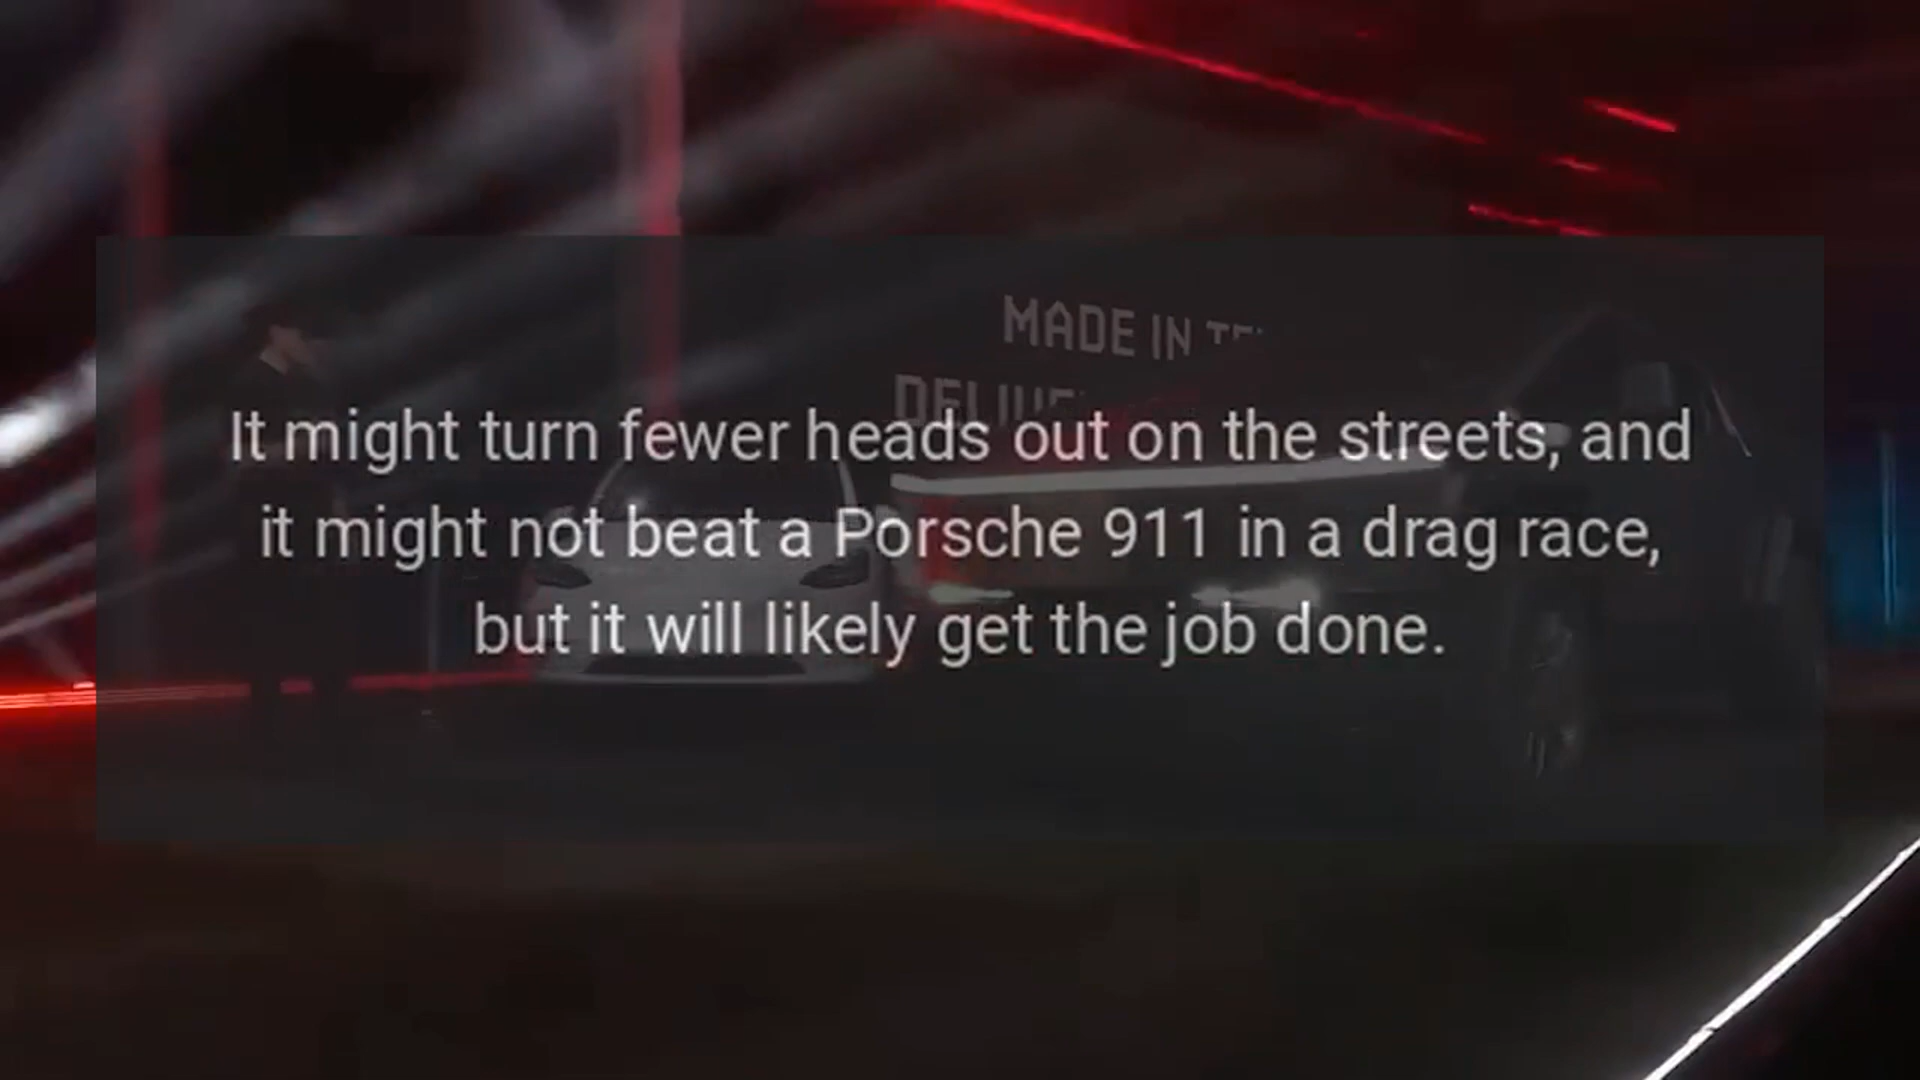 MADE IN
It might turn fewer heads out on the streets, and
it might not beat a Porsche 911 in a drag race,
but it will likely get the job done.